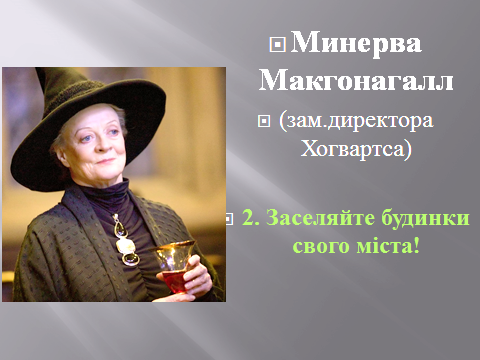 Минерва
Макгонагалл
(зам.директора
Хогвартса)
2. Заселяйте будинки
свого міста!